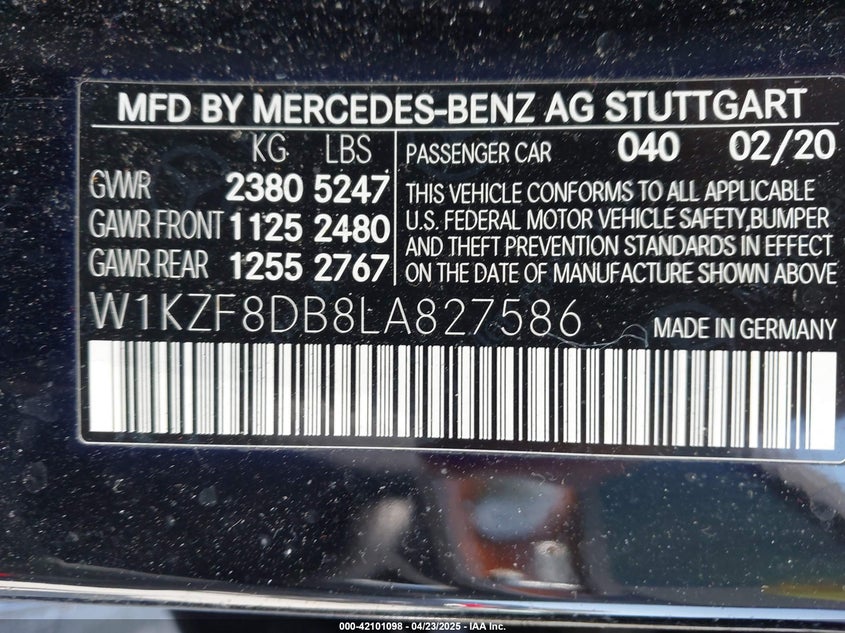 MFD BY MERCEDES-BENZ AG STUTTGART
KG LBS
GVWR 2380 5247
GAWR FRONT 1125 2480
GAWR REAR 1255 2767
PASSENGER CAR 040 02/20
THIS VEHICLE CONFORMS TO ALL APPLICABLE
U.S. FEDERAL MOTOR VEHICLE SAFETY,BUMPER
AND THEFT PREVENTION STANDARDS IN EFFECT
ON THE DATE OF MANUFACTURE SHOWN ABOVE
W1KZF8DB8LA827586
MADE IN GERMANY
000-42101098 - 04/23/2025 - IAA Inc.